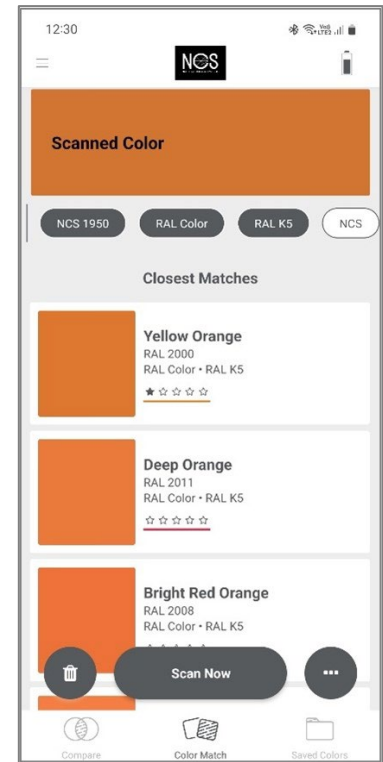 12:30
NCS
Scanned Color
NCS 1950
RAL Color
RAL K5
NCS
Closest Matches
Yellow Orange
RAL 2000
RAL Color • RAL K5
Deep Orange
RAL 2011
RAL Color • RAL K5
Bright Red Orange
RAL 2008
RAL Color • RAL K5
Scan Now
Compare
Color Match
Saved Colors